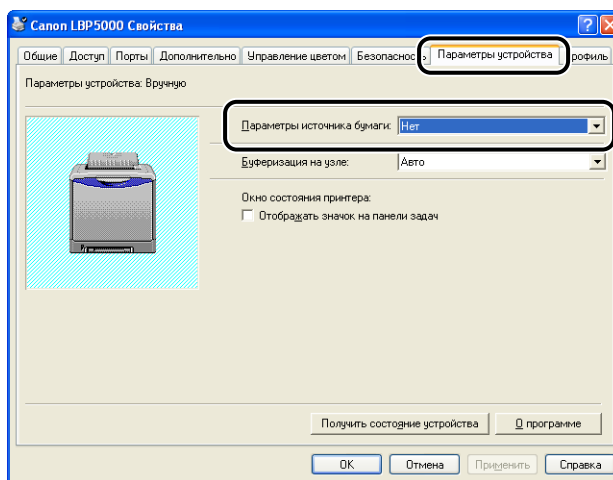 Canon LBP5000 Свойства
Общие Доступ Порты Дополнительно Управление цветом Безопасность Параметры устройства Профиль
Параметры устройства: Вручную
Параметры источника бумаги: Нет
Буферизация на узле: Авто
Окно состояния принтера:
Отображать значок на панели задач
Получить состояние устройства О программе
OK Отмена Применить Справка